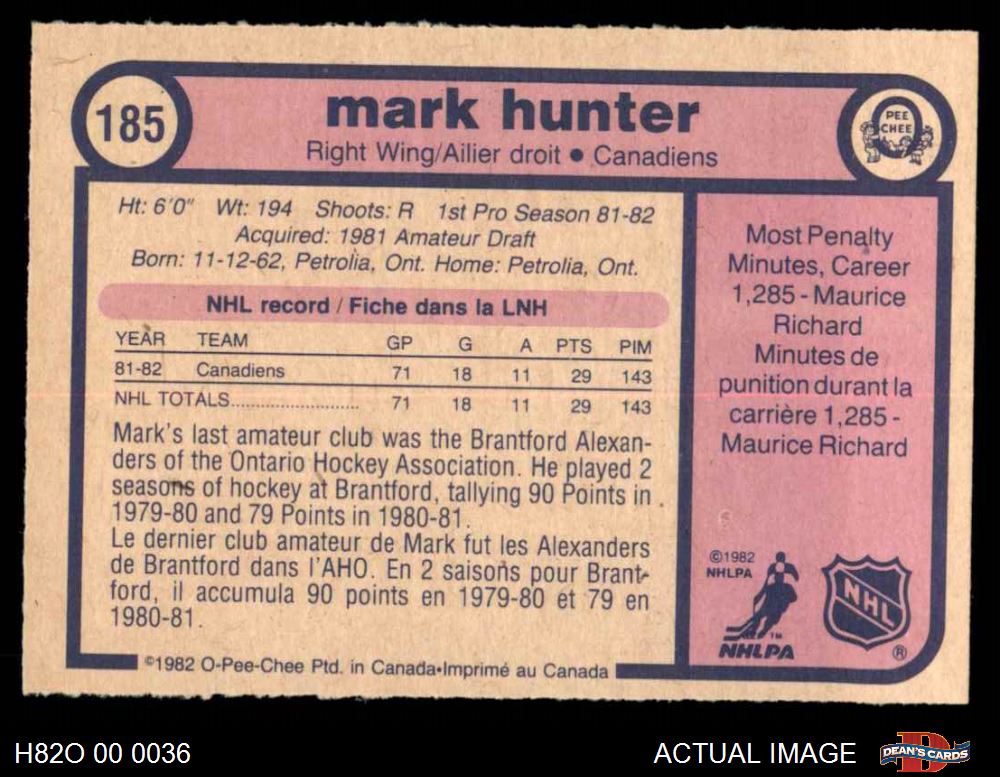 185
mark hunter
Right Wing/Ailier droit • Canadiens
PEE
CHEE
Ht: 6'0" Wt: 194 Shoots: R 1st Pro Season 81-82
Acquired: 1981 Amateur Draft
Born: 11-12-62, Petrolia, Ont. Home: Petrolia, Ont.
NHL record / Fiche dans la LNH
YEAR TEAM GP G A PTS PIM
81-82 Canadiens 71 18 11 29 143
NHL TOTALS.............................. 71 18 11 29 143
Mark's last amateur club was the Brantford Alexan-
ders of the Ontario Hockey Association. He played 2
seasons of hockey at Brantford, tallying 90 Points in
1979-80 and 79 Points in 1980-81.
Le dernier club amateur de Mark fut les Alexanders
de Brantford dans l'AHO. En 2 saisons pour Brant-
ford, il accumula 90 points en 1979-80 et 79 en
1980-81.
©1982 O-Pee-Chee Ptd. in Canada•Imprimé au Canada
Most Penalty
Minutes, Career
1,285 - Maurice
Richard
Minutes de
punition durant la
carrière 1,285 -
Maurice Richard
©1982
NHLPA
TM
NHLPA
NHL
®
H82O 00 0036
ACTUAL IMAGE
DEAN'S CARDS